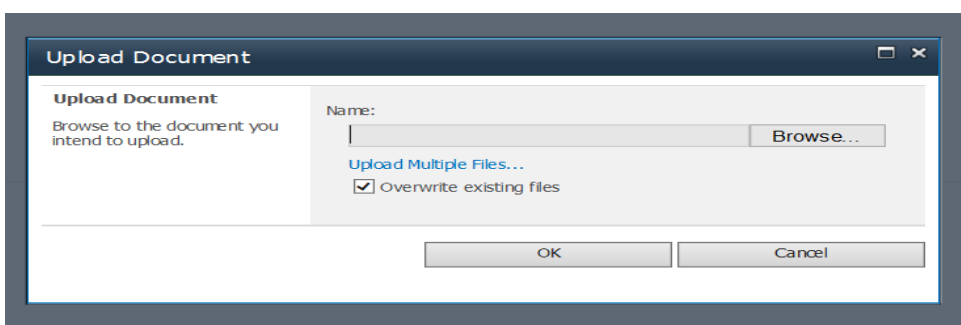 Upload Document
Upload Document
Browse to the document you
intend to upload.
Name:
Browse...
Upload Multiple Files...
Overwrite existing files
OK
Cancel